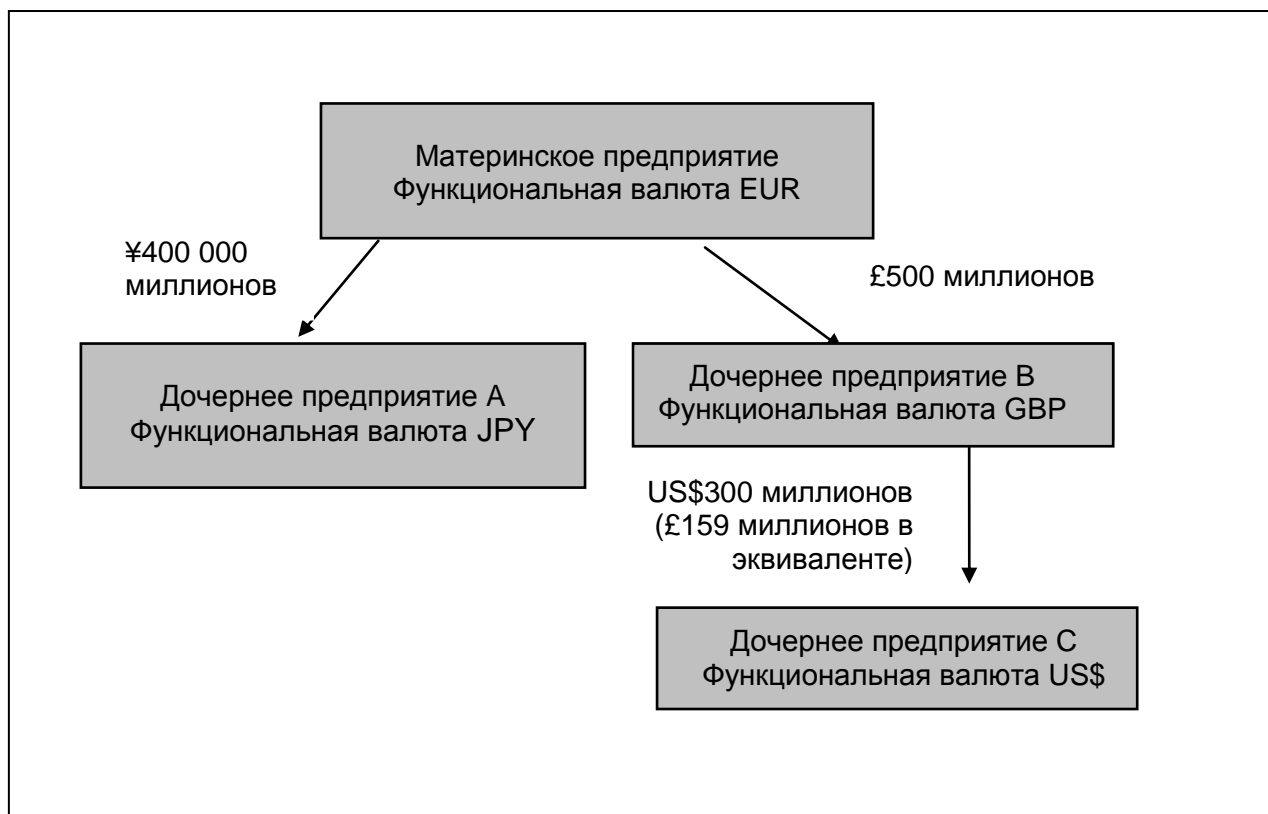 Материнское предприятие
Функциональная валюта EUR
¥400 000
миллионов
£500 миллионов
Дочернее предприятие A
Функциональная валюта JPY
Дочернее предприятие B
Функциональная валюта GBP
US$300 миллионов
(£159 миллионов в
эквиваленте)
Дочернее предприятие C
Функциональная валюта US$